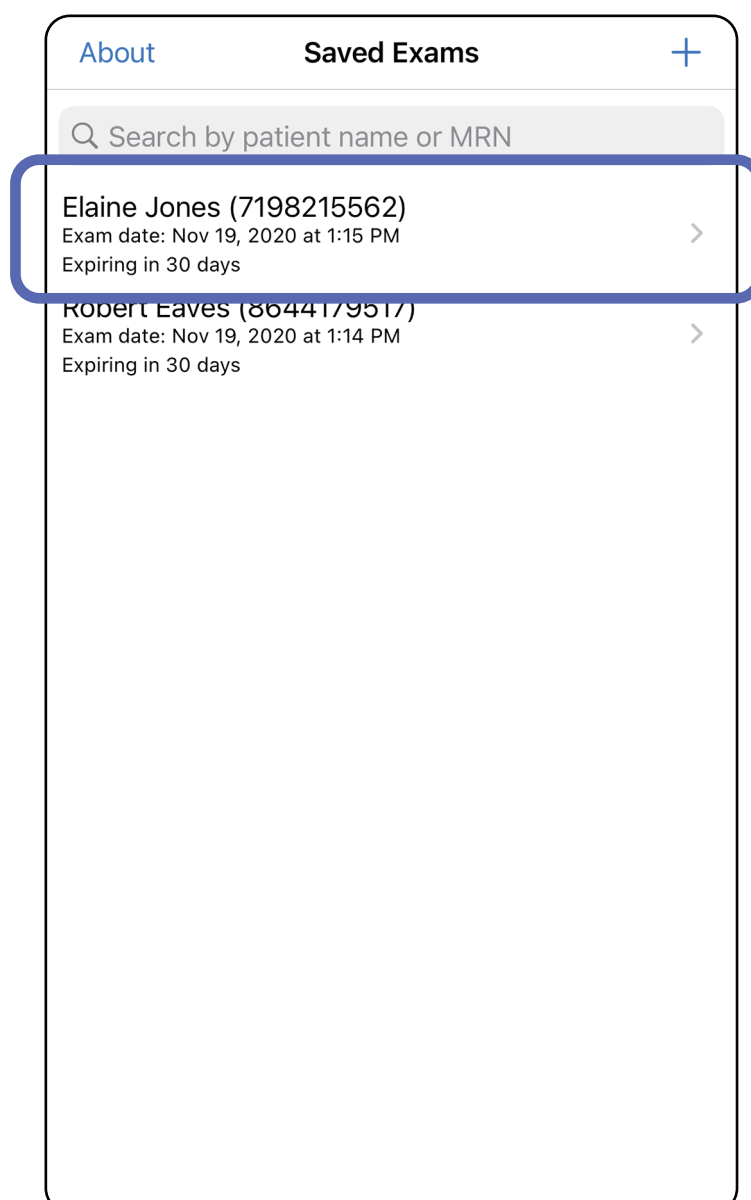 About Saved Exams +
Search by patient name or MRN
Elaine Jones (7198215562)
Exam date: Nov 19, 2020 at 1:15 PM
Expiring in 30 days
Robert Eaves (8644179517)
Exam date: Nov 19, 2020 at 1:14 PM
Expiring in 30 days